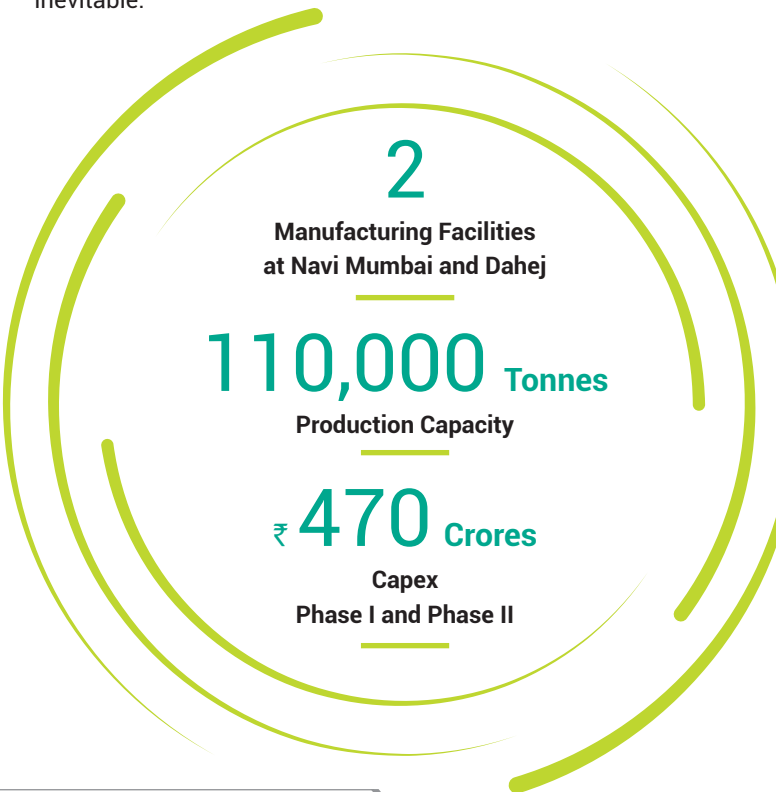 inevitable.
2
Manufacturing Facilities
at Navi Mumbai and Dahej
110,000 Tonnes
Production Capacity
₹ 470 Crores
Capex
Phase I and Phase II